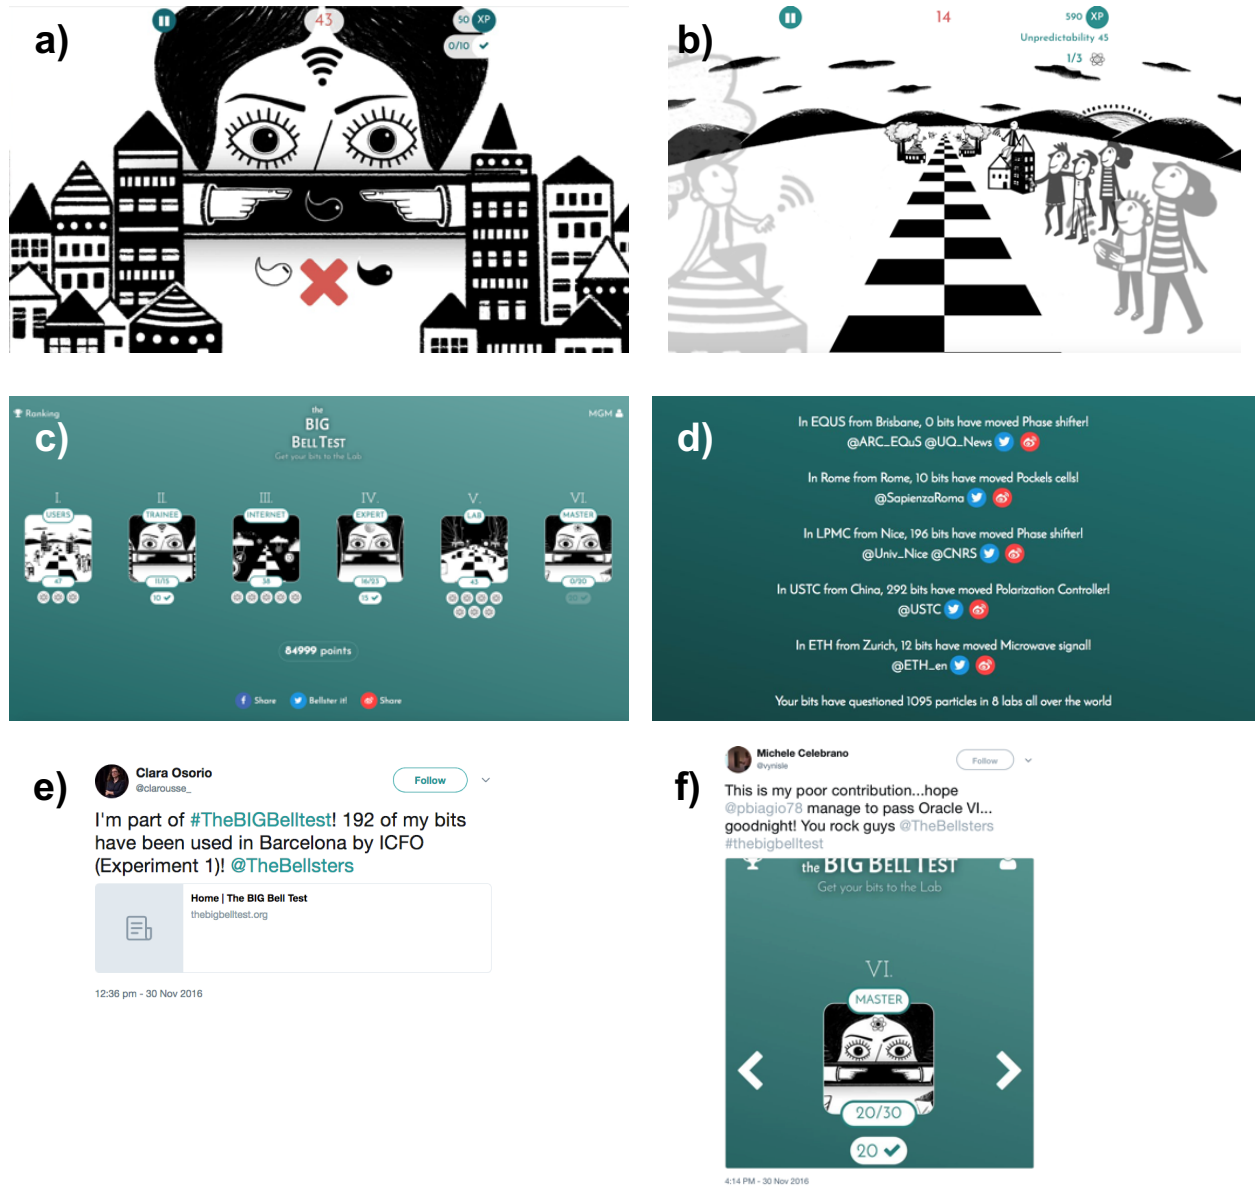 a)
43
50 XP
0/10
b)
14
590 XP
Unpredictability 45
1/3
c)
Ranking
the
BIG
BELL TEST
Get your bits to the Lab
MGM
I.
II.
III.
IV.
V.
VI.
USERS
TRAINEE
INTERNET
EXPERT
LAB
MASTER
47
11/15
38
16/23
43
0/20
10
15
84999 points
Share
Bellster it!
Share
d)
In EQUS from Brisbane, 0 bits have moved Phase shifter!
@ARC_EQuS @UQ_News
In Rome from Rome, 10 bits have moved Pockels cells!
@SapienzaRoma
In LPMC from Nice, 196 bits have moved Phase shifter!
@Univ_Nice @CNRS
In USTC from China, 292 bits have moved Polarization Controller!
@USTC
In ETH from Zurich, 12 bits have moved Microwave signal!
@ETH_en
Your bits have questioned 1095 particles in 8 labs all over the world
e)
Clara Osorio
@clarousse_
Follow
I'm part of #TheBIGBelltest! 192 of my bits
have been used in Barcelona by ICFO
(Experiment 1)! @TheBellsters
Home | The BIG Bell Test
thebigbelltest.org
12:36 pm - 30 Nov 2016
f)
Michele Celebrano
@vynisle
Follow
This is my poor contribution...hope
@pbiagio78 manage to pass Oracle VI...
goodnight! You rock guys @TheBellsters
#thebigbelltest
the BIG BELL TEST
Get your bits to the Lab
VI.
MASTER
20/30
20
4:14 PM - 30 Nov 2016